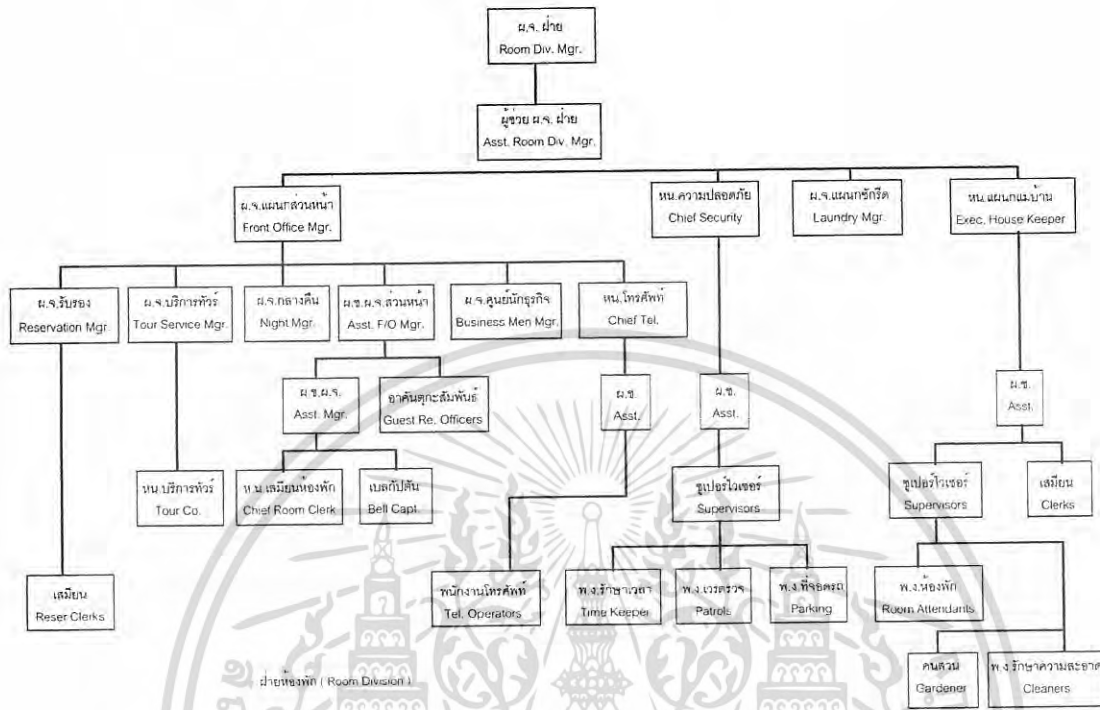 ผ.จ. ฝ่าย
Room Div. Mgr.
ผู้ช่วย ผ.จ. ฝ่าย
Asst. Room Div. Mgr.
ผ.จ.แผนกส่วนหน้า
Front Office Mgr.
หน.ความปลอดภัย
Chief Security
ผ.จ.แผนกซักรีด
Laundry Mgr.
หน.แผนกแม่บ้าน
Exec. House Keeper
ผ.จ.รับรอง
Reservation Mgr.
ผ.จ.บริการทัวร์
Tour Service Mgr.
ผ.จ.กลางคืน
Night Mgr.
ผ.ช.ผ.จ.ส่วนหน้า
Asst. F/O Mgr.
ผ.จ.ศูนย์นักธุรกิจ
Business Men Mgr.
หน.โทรศัพท์
Chief Tel.
ผ.ช.ผ.จ.
Asst. Mgr.
อาคันตุกะสัมพันธ์
Guest Re. Officers
ผ.ช.
Asst.
ผ.ช.
Asst.
ผ.ช.
Asst.
หน.บริการทัวร์
Tour Co.
ห.น.เสมียนห้องพัก
Chief Room Clerk
เบลกัปตัน
Bell Capt.
ซูเปอร์ไวเซอร์
Supervisors
ซูเปอร์ไวเซอร์
Supervisors
เสมียน
Clerks
เสมียน
Reser Clerks
พนักงานโทรศัพท์
Tel. Operators
พ.ง.รักษาเวลา
Time Keeper
พ.ง.เวรตรวจ
Patrols
พ.ง.ที่จอดรถ
Parking
พ.ง.ห้องพัก
Room Attendants
คนสวน
Gardener
พ.ง.รักษาความสะอาด
Cleaners
ฝ่ายห้องพัก ( Room Division )